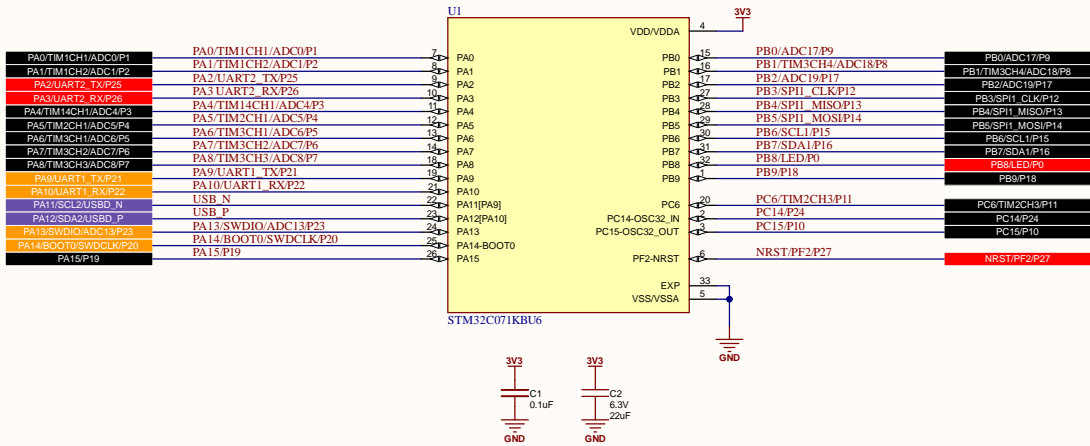 U1
3V3
VDD/VDDA 4
PA0/TIM1CH1/ADC0/P1 PA0/TIM1CH1/ADC0/P1 7 PA0 PB0 15 PB0/ADC17/P9 PB0/ADC17/P9
PA1/TIM1CH2/ADC1/P2 PA1/TIM1CH2/ADC1/P2 8 PA1 PB1 16 PB1/TIM3CH4/ADC18/P8 PB1/TIM3CH4/ADC18/P8
PA2/UART2_TX/P25 PA2/UART2_TX/P25 9 PA2 PB2 17 PB2/ADC19/P17 PB2/ADC19/P17
PA3/UART2_RX/P26 PA3 UART2_RX/P26 10 PA3 PB3 27 PB3/SPI1_CLK/P12 PB3/SPI1_CLK/P12
PA4/TIM14CH1/ADC4/P3 PA4/TIM14CH1/ADC4/P3 11 PA4 PB4 28 PB4/SPI1_MISO/P13 PB4/SPI1_MISO/P13
PA5/TIM2CH1/ADC5/P4 PA5/TIM2CH1/ADC5/P4 12 PA5 PB5 29 PB5/SPI1_MOSI/P14 PB5/SPI1_MOSI/P14
PA6/TIM3CH1/ADC6/P5 PA6/TIM3CH1/ADC6/P5 13 PA6 PB6 30 PB6/SCL1/P15 PB6/SCL1/P15
PA7/TIM3CH2/ADC7/P6 PA7/TIM3CH2/ADC7/P6 14 PA7 PB7 31 PB7/SDA1/P16 PB7/SDA1/P16
PA8/TIM3CH3/ADC8/P7 PA8/TIM3CH3/ADC8/P7 18 PA8 PB8 32 PB8/LED/P0 PB8/LED/P0
PA9/UART1_TX/P21 PA9/UART1_TX/P21 19 PA9 PB9 1 PB9/P18 PB9/P18
PA10/UART1_RX/P22 PA10/UART1_RX/P22 21 PA10
PA11/SCL2/USBD_N USB_N 22 PA11[PA9] PC6 20 PC6/TIM2CH3/P11 PC6/TIM2CH3/P11
PA12/SDA2/USBD_P USB_P 23 PA12[PA10] PC14-OSC32_IN 2 PC14/P24 PC14/P24
PA13/SWDIO/ADC13/P23 PA13/SWDIO/ADC13/P23 24 PA13 PC15-OSC32_OUT 3 PC15/P10 PC15/P10
PA14/BOOT0/SWDCLK/P20 PA14/BOOT0/SWDCLK/P20 25 PA14-BOOT0
PA15/P19 PA15/P19 26 PA15 PF2-NRST 6 NRST/PF2/P27 NRST/PF2/P27
EXP 33
VSS/VSSA 5
STM32C071KBU6
GND
3V3 3V3
C1 C2
0.1uF 6.3V
22uF
GND GND